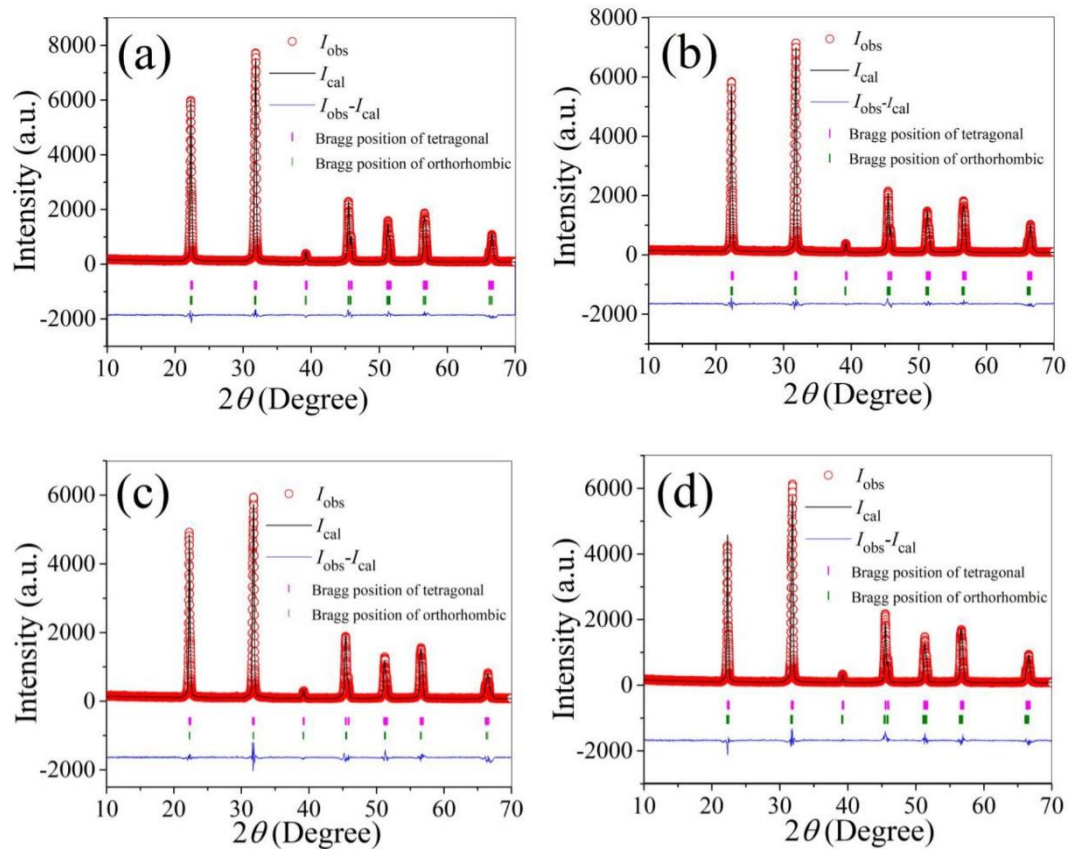 (a)
I_obs
I_cal
I_obs-I_cal
Bragg position of tetragonal
Bragg position of orthorhombic
8000
6000
4000
2000
0
-2000
Intensity (a.u.)
10 20 30 40 50 60 70
2θ (Degree)
(b)
I_obs
I_cal
I_obs-I_cal
Bragg position of tetragonal
Bragg position of orthorhombic
8000
6000
4000
2000
0
-2000
Intensity (a.u.)
10 20 30 40 50 60 70
2θ (Degree)
(c)
I_obs
I_cal
I_obs-I_cal
Bragg position of tetragonal
Bragg position of orthorhombic
6000
4000
2000
0
-2000
Intensity (a.u.)
10 20 30 40 50 60 70
2θ (Degree)
(d)
I_obs
I_cal
I_obs-I_cal
Bragg position of tetragonal
Bragg position of orthorhombic
6000
4000
2000
0
-2000
Intensity (a.u.)
10 20 30 40 50 60 70
2θ (Degree)